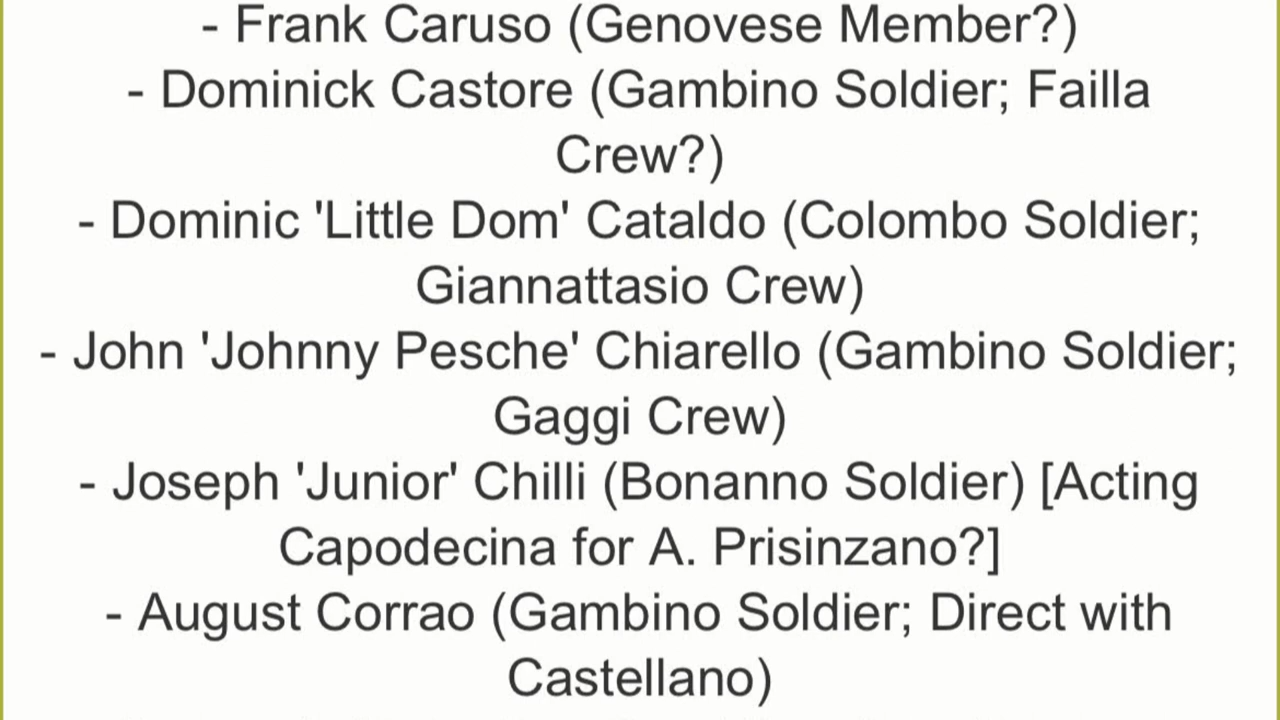 - Frank Caruso (Genovese Member?)
- Dominick Castore (Gambino Soldier; Failla
Crew?)
- Dominic 'Little Dom' Cataldo (Colombo Soldier;
Giannattasio Crew)
- John 'Johnny Pesche' Chiarello (Gambino Soldier;
Gaggi Crew)
- Joseph 'Junior' Chilli (Bonanno Soldier) [Acting
Capodecina for A. Prisinzano?]
- August Corrao (Gambino Soldier; Direct with
Castellano)